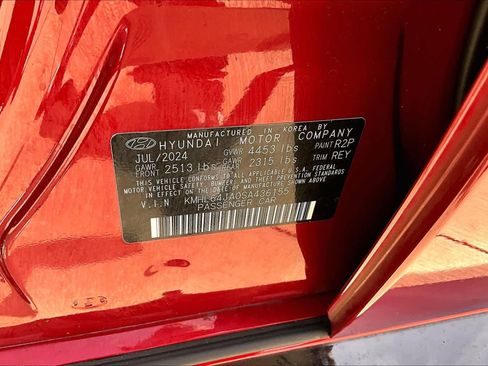 MANUFACTURED IN KOREA BY
HYUNDAI MOTOR COMPANY
JUL/2024 GVWR 4453 lbs PAINT R2P
GAWR FRONT 2513 lbs GAWR REAR 2315 lbs TRIM REY
THIS VEHICLE CONFORMS TO ALL APPLICABLE U.S.A. FEDERAL
MOTOR VEHICLE SAFETY, BUMPER, AND THEFT PREVENTION
STANDARDS IN EFFECT ON THE DATE OF MANUFACTURE
SHOWN ABOVE.
V.I.N KMHL64JA0SA436185
PASSENGER CAR